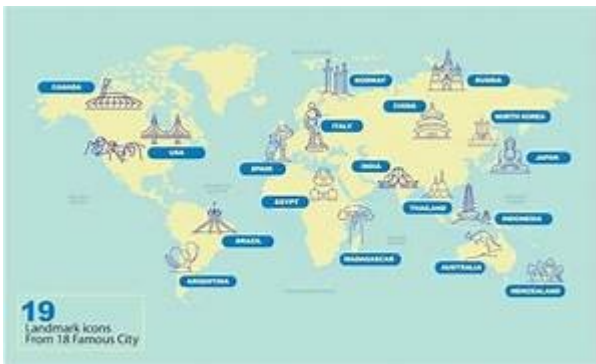 NORWAY
RUSSIA
CANADA
CHINA
NORTH KOREA
ITALY
USA
JAPAN
SPAIN
INDIA
EGYPT
THAILAND
INDONESIA
BRAZIL
MADAGASCAR
AUSTRALIA
ARGENTINA
NEWZEALAND
19
Landmark icons
From 18 Famous City